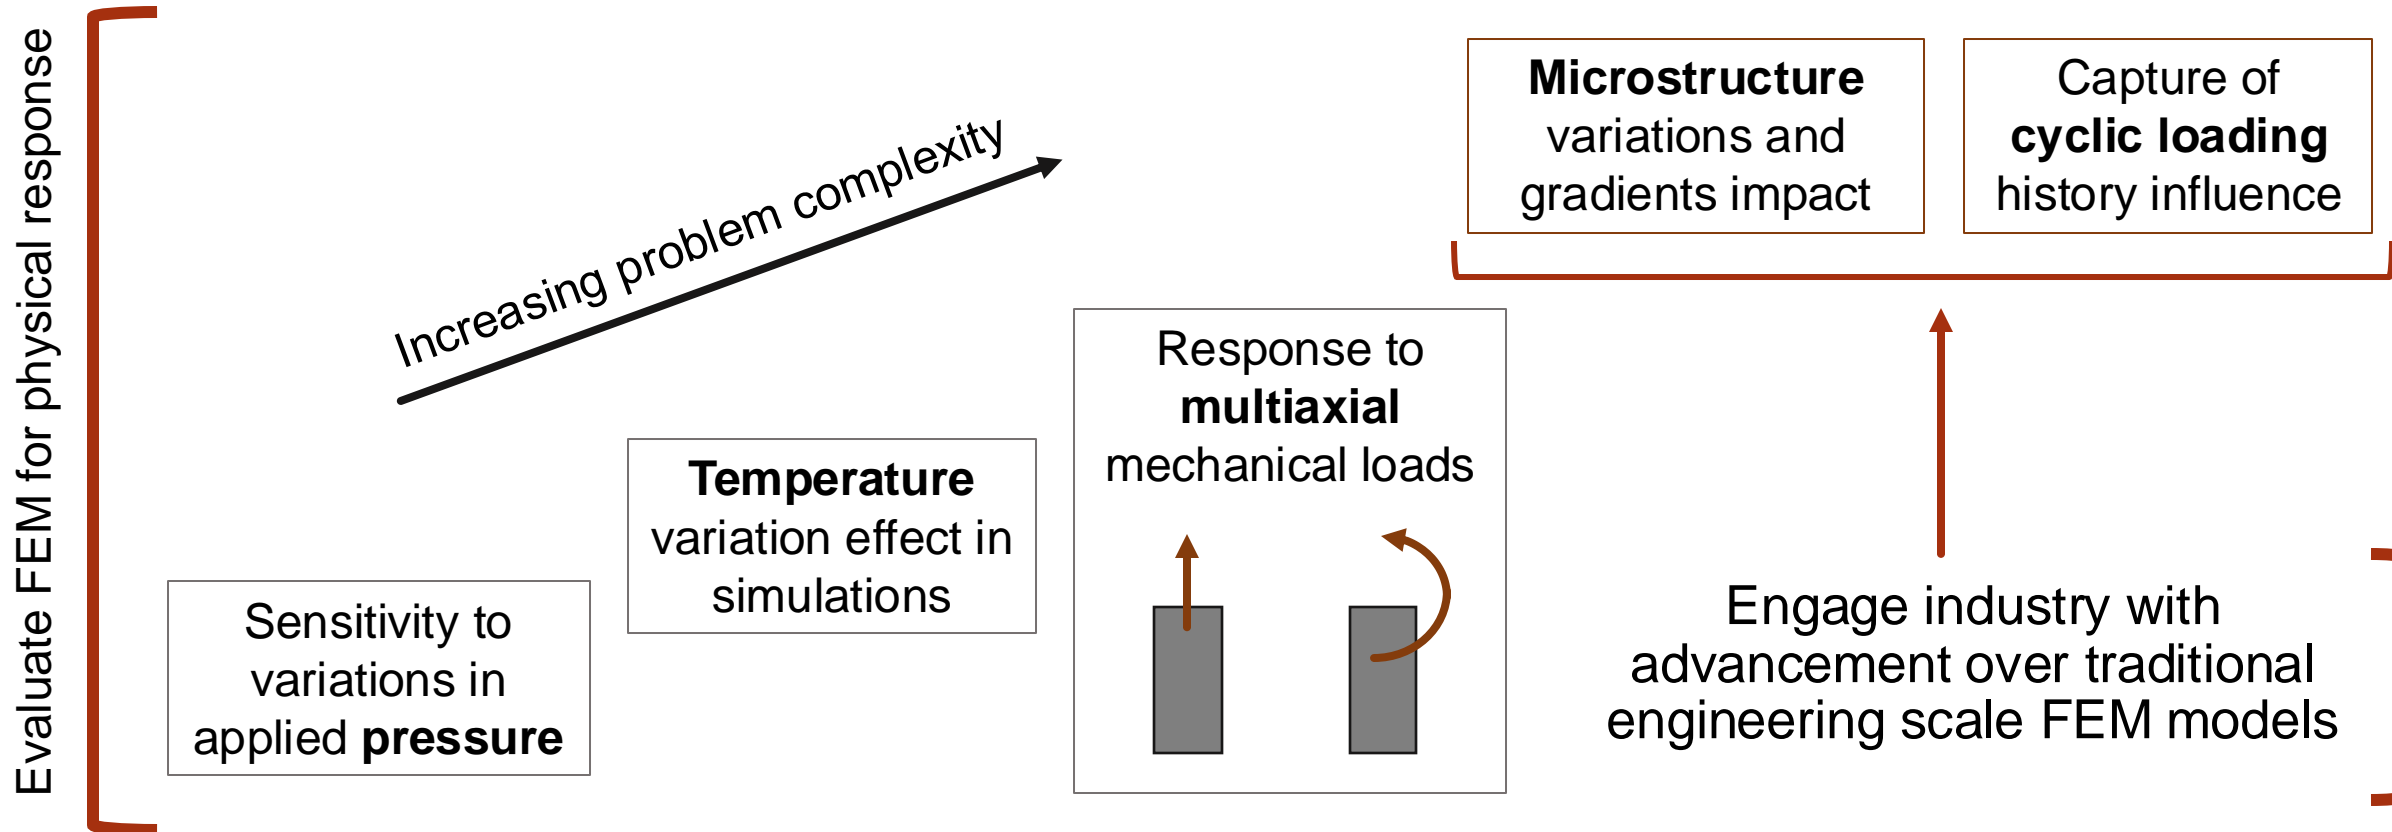 Evaluate FEM for physical response
Increasing problem complexity
Sensitivity to
variations in
applied pressure
Temperature
variation effect in
simulations
Response to
multiaxial
mechanical loads
Microstructure
variations and
gradients impact
Capture of
cyclic loading
history influence
Engage industry with
advancement over traditional
engineering scale FEM models